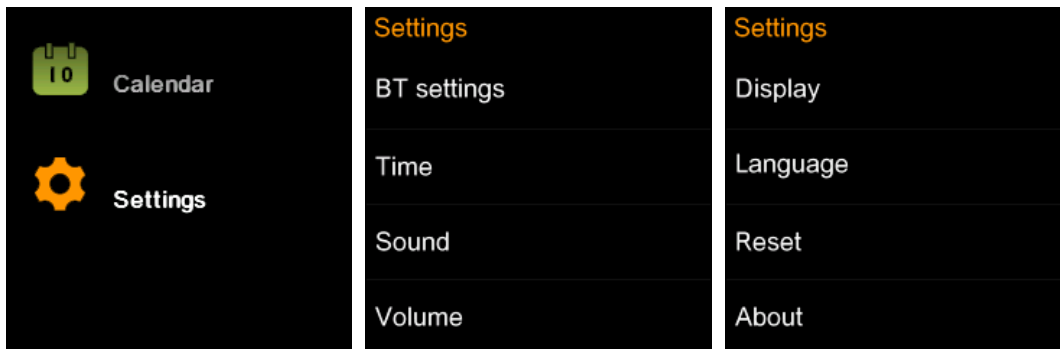 10
Calendar
Settings
Settings
BT settings
Time
Sound
Volume
Settings
Display
Language
Reset
About